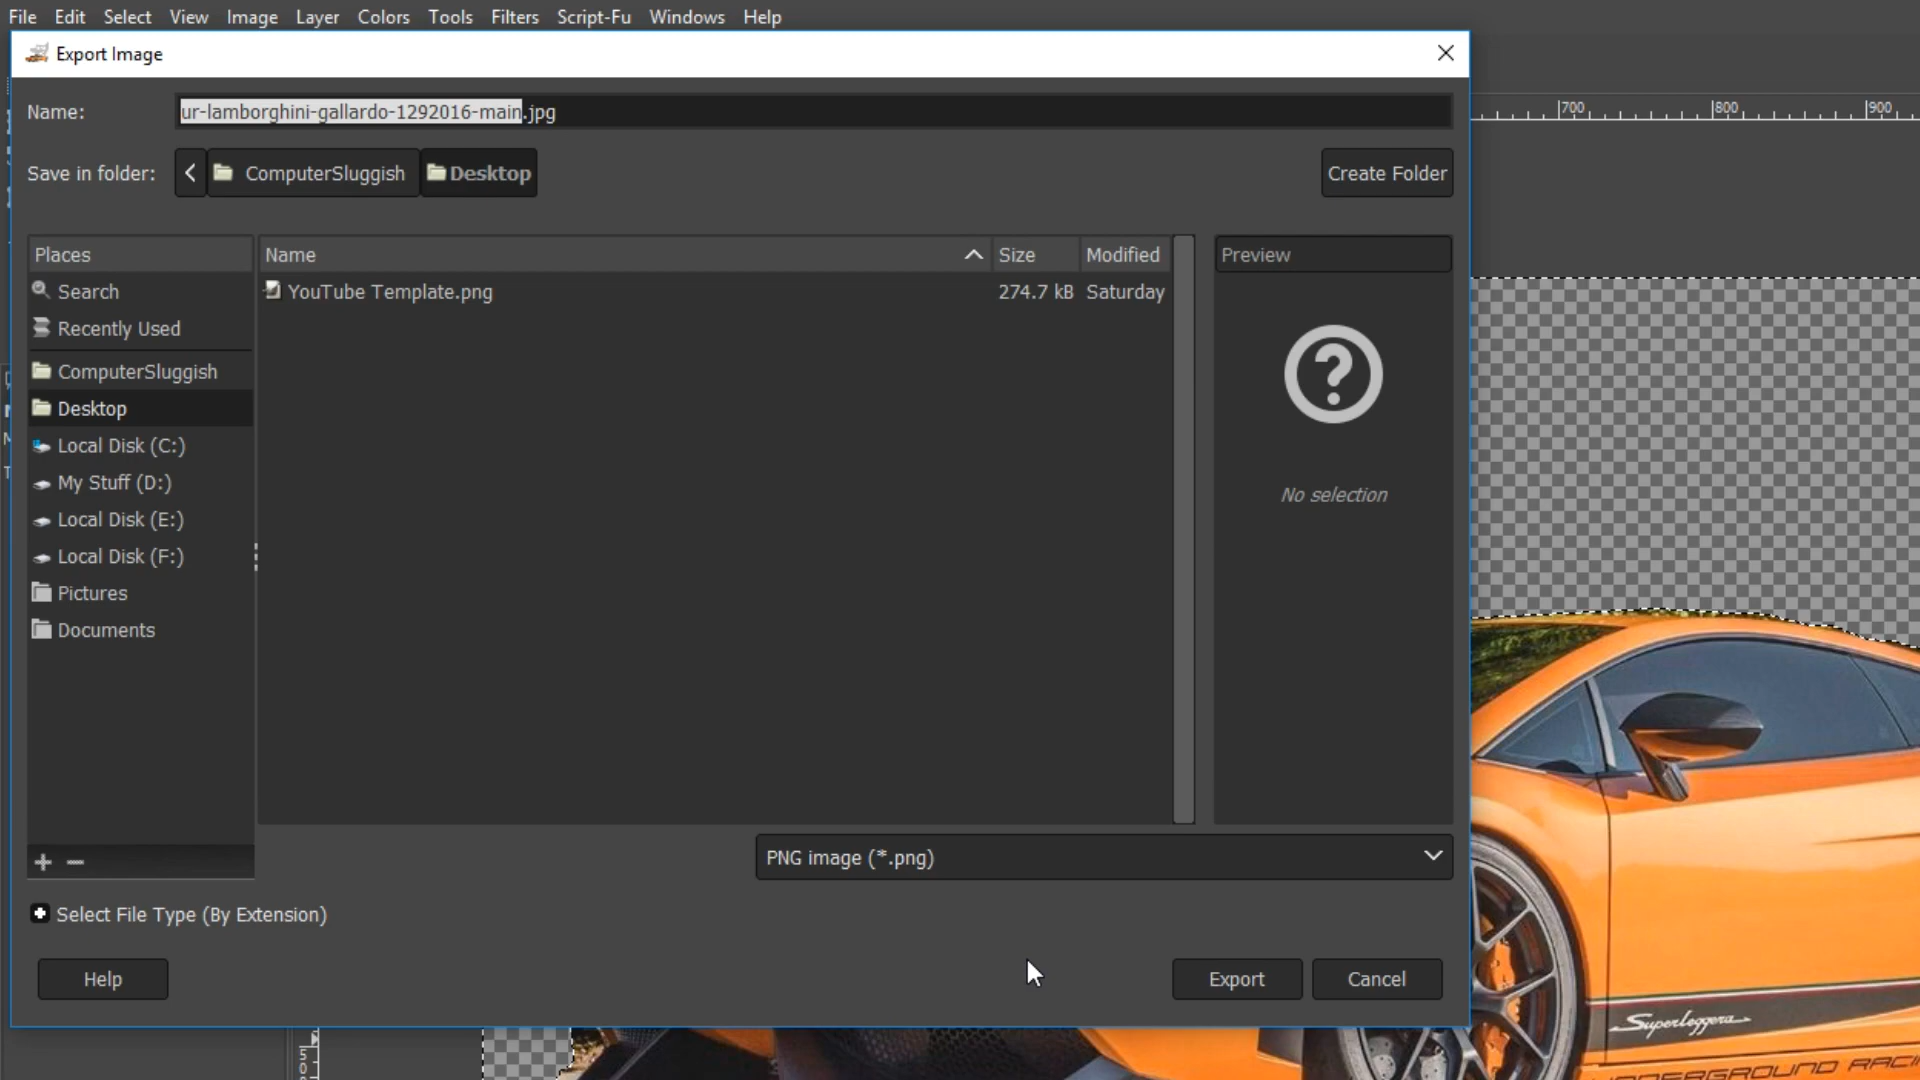 File Edit Select View Image Layer Colors Tools Filters Script-Fu Windows Help
Export Image
Name: ur-lamborghini-gallardo-1292016-main.jpg
Save in folder: ComputerSluggish Desktop Create Folder
700 800 900
Places
Name Size Modified
Preview
Search
YouTube Template.png 274.7 kB Saturday
Recently Used
ComputerSluggish
Desktop
Local Disk (C:)
My Stuff (D:)
No selection
Local Disk (E:)
Local Disk (F:)
Pictures
Documents
PNG image (*.png)
Select File Type (By Extension)
Help Export Cancel
Superleggera
50